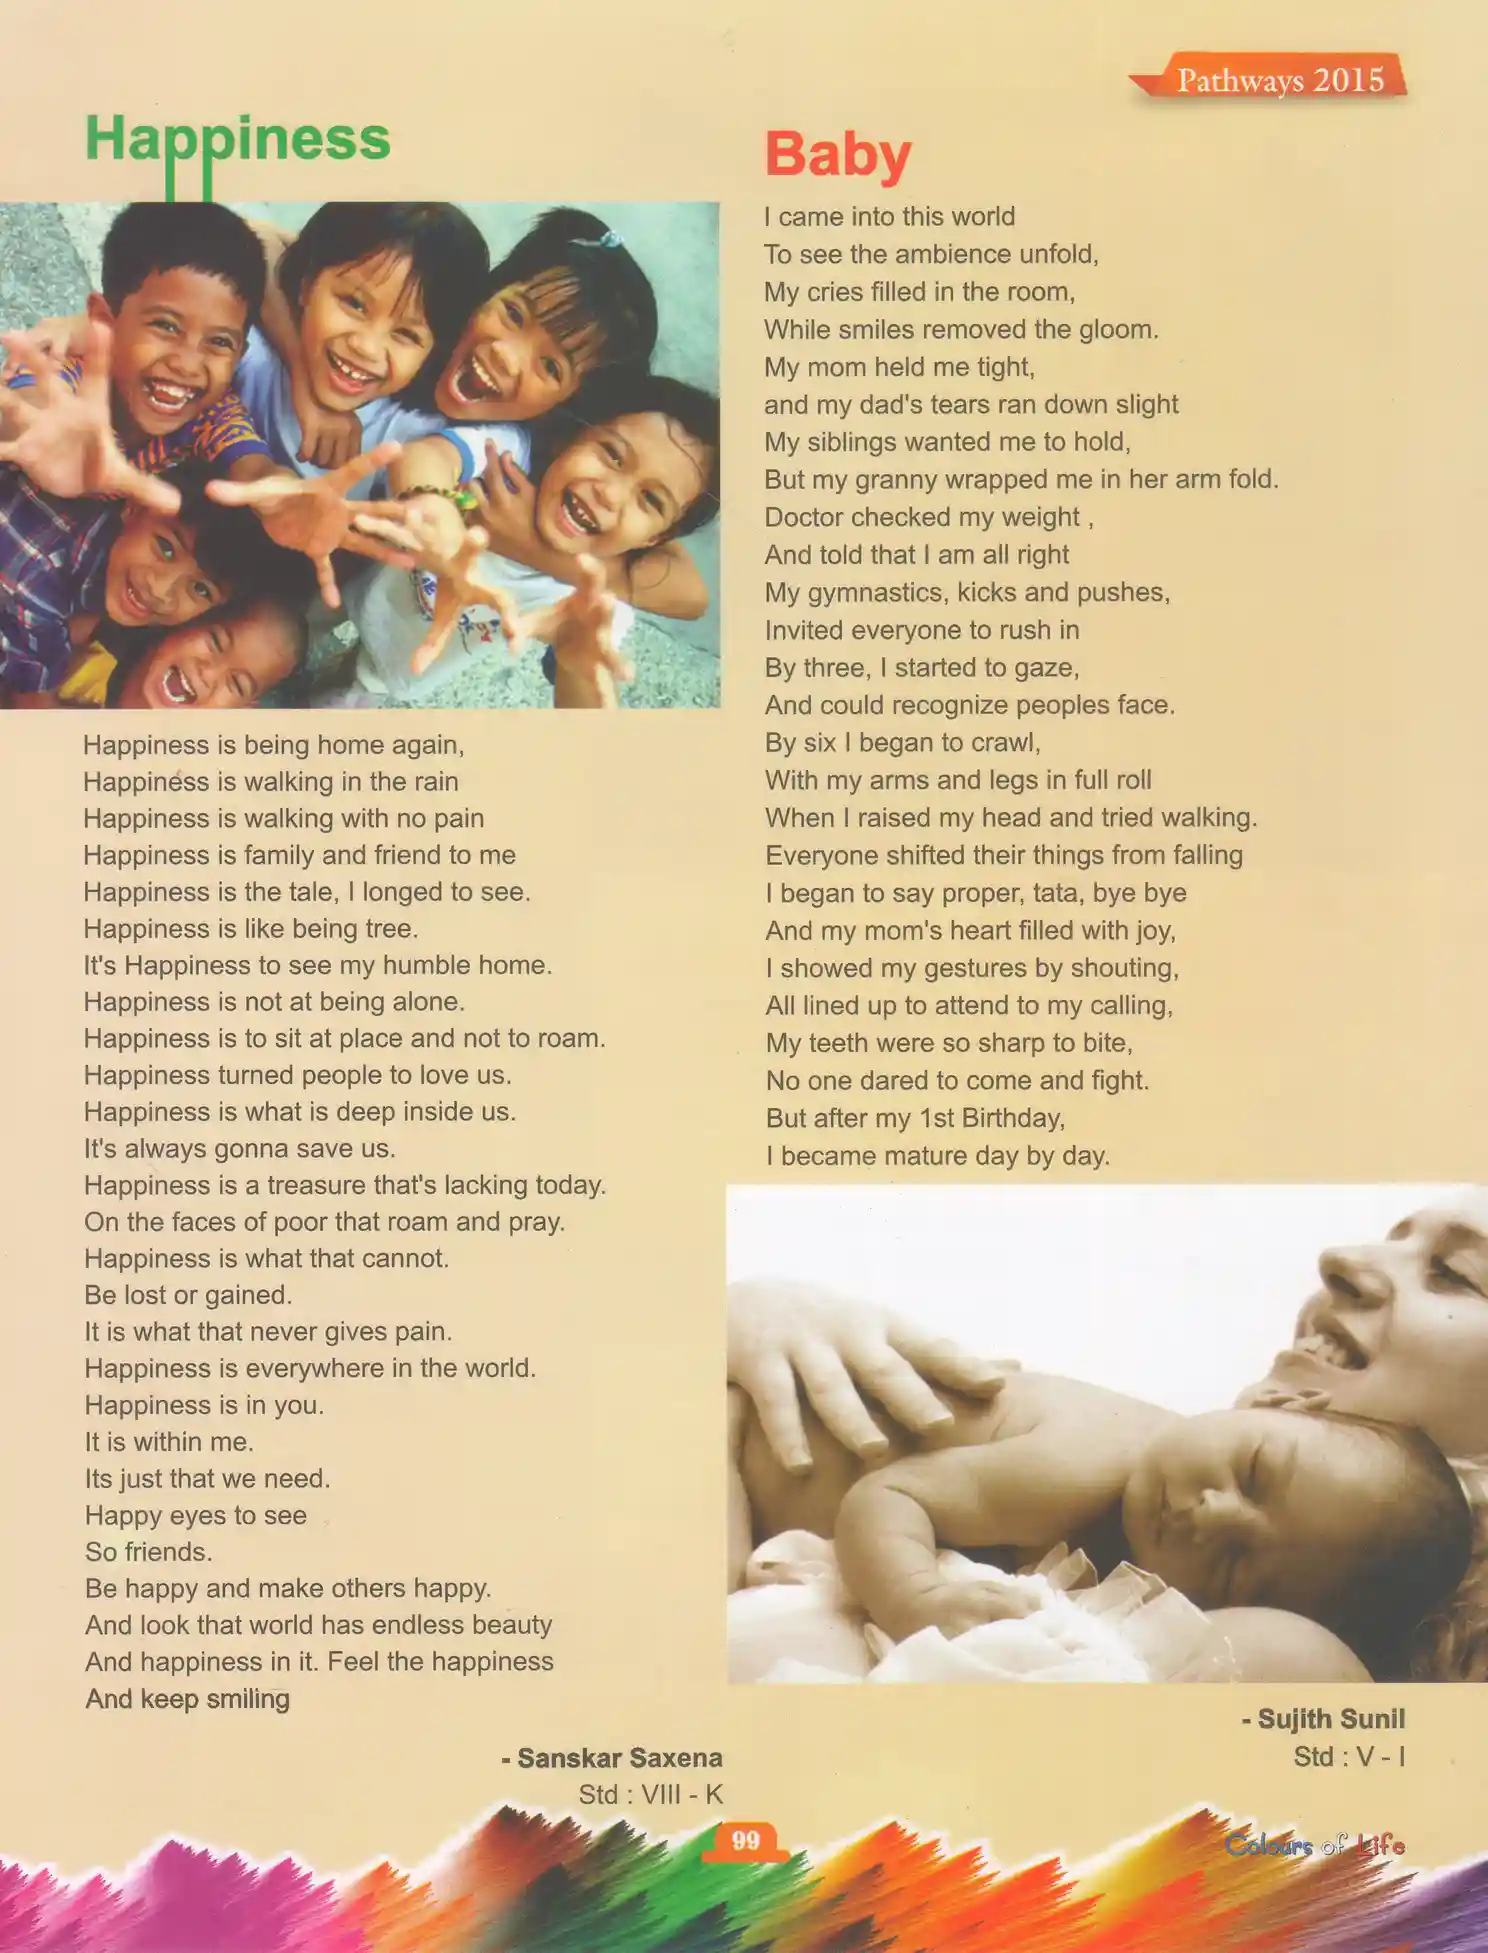 Pathways 2015
Happiness
Happiness is being home again,
Happiness is walking in the rain
Happiness is walking with no pain
Happiness is family and friend to me
Happiness is the tale, I longed to see.
Happiness is like being tree.
It's Happiness to see my humble home.
Happiness is not at being alone.
Happiness is to sit at place and not to roam.
Happiness turned people to love us.
Happiness is what is deep inside us.
It's always gonna save us.
Happiness is a treasure that's lacking today.
On the faces of poor that roam and pray.
Happiness is what that cannot.
Be lost or gained.
It is what that never gives pain.
Happiness is everywhere in the world.
Happiness is in you.
It is within me.
Its just that we need.
Happy eyes to see
So friends.
Be happy and make others happy.
And look that world has endless beauty
And happiness in it. Feel the happiness
And keep smiling
- Sanskar Saxena
Std : VIII - K
Baby
I came into this world
To see the ambience unfold,
My cries filled in the room,
While smiles removed the gloom.
My mom held me tight,
and my dad's tears ran down slight
My siblings wanted me to hold,
But my granny wrapped me in her arm fold.
Doctor checked my weight ,
And told that I am all right
My gymnastics, kicks and pushes,
Invited everyone to rush in
By three, I started to gaze,
And could recognize peoples face.
By six I began to crawl,
With my arms and legs in full roll
When I raised my head and tried walking.
Everyone shifted their things from falling
I began to say proper, tata, bye bye
And my mom's heart filled with joy,
I showed my gestures by shouting,
All lined up to attend to my calling,
My teeth were so sharp to bite,
No one dared to come and fight.
But after my 1st Birthday,
I became mature day by day.
- Sujith Sunil
Std : V - I
99
Colours of Life